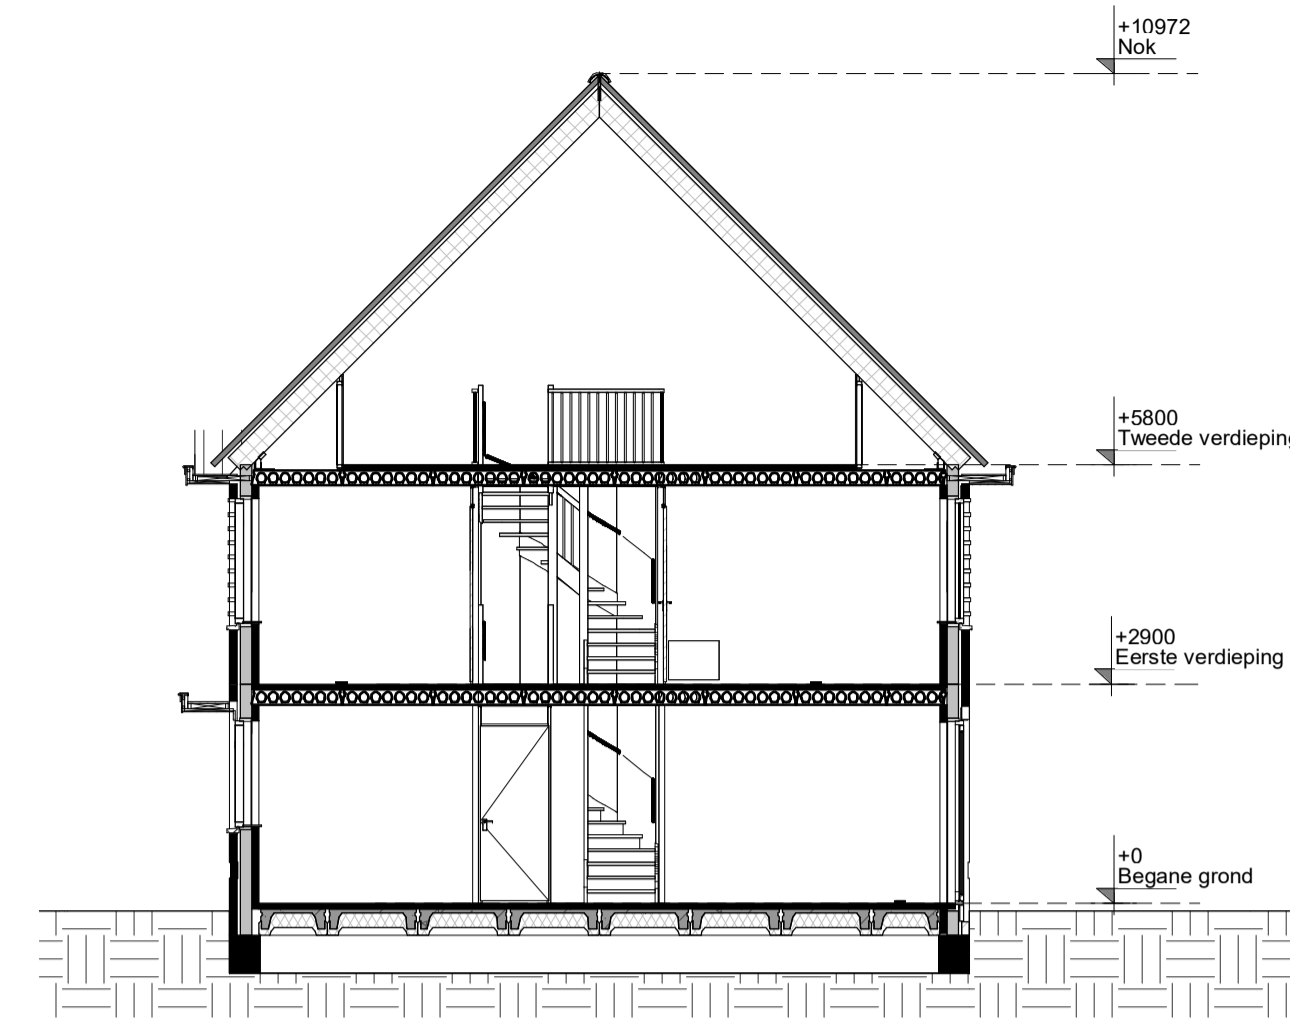 +10972
Nok
+5800
Tweede verdieping
+2900
Eerste verdieping
+0
Begane grond